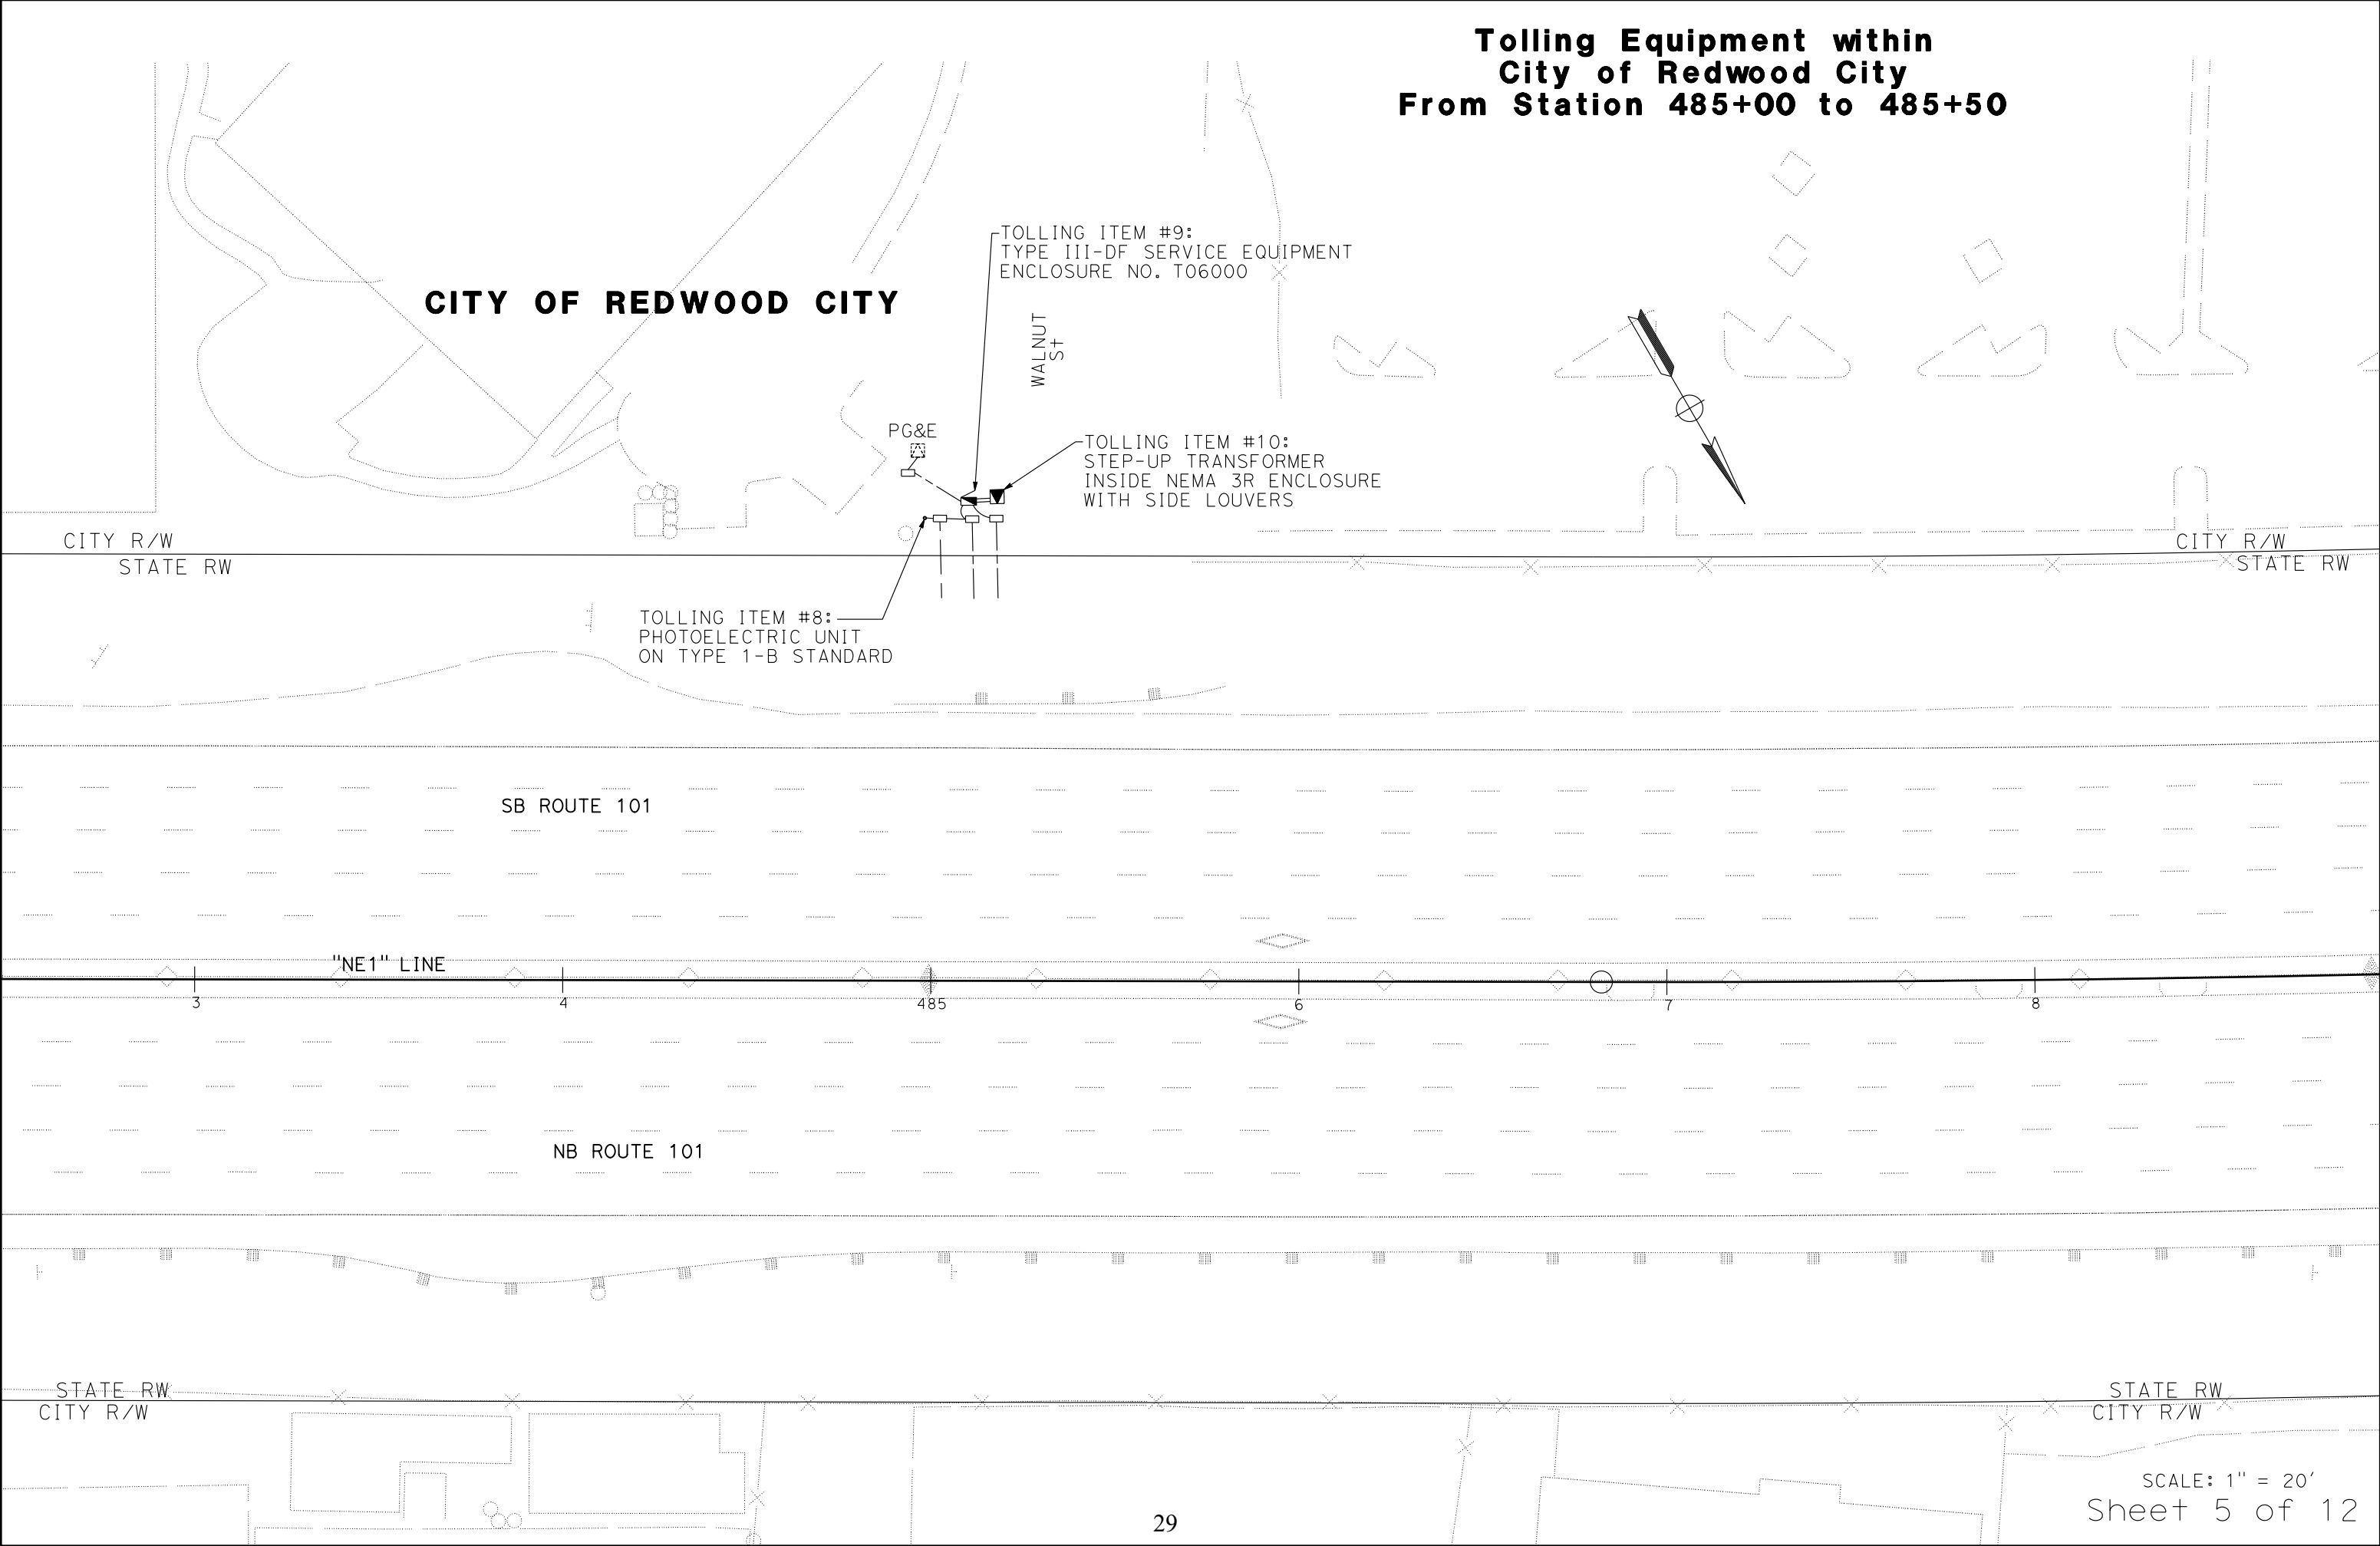 Tolling Equipment within
City of Redwood City
From Station 485+00 to 485+50
TOLLING ITEM #9:
TYPE III-DF SERVICE EQUIPMENT
ENCLOSURE NO. T06000
CITY OF REDWOOD CITY
WALNUT
St
PG&E
TOLLING ITEM #10:
STEP-UP TRANSFORMER
INSIDE NEMA 3R ENCLOSURE
WITH SIDE LOUVERS
CITY R/W
STATE RW
CITY R/W
STATE RW
TOLLING ITEM #8:
PHOTOELECTRIC UNIT
ON TYPE 1-B STANDARD
SB ROUTE 101
"NE1" LINE
3
4
485
6
7
8
NB ROUTE 101
STATE RW
CITY R/W
STATE RW
CITY R/W
SCALE: 1" = 20'
Sheet 5 of 12
29